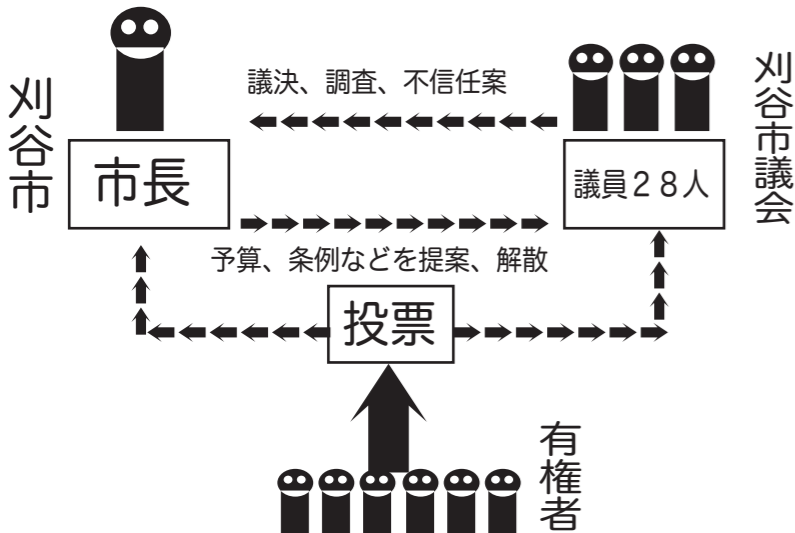 刈谷市
市長
議決、調査、不信任案
議員２８人
刈谷市議会
予算、条例などを提案、解散
投票
有権者